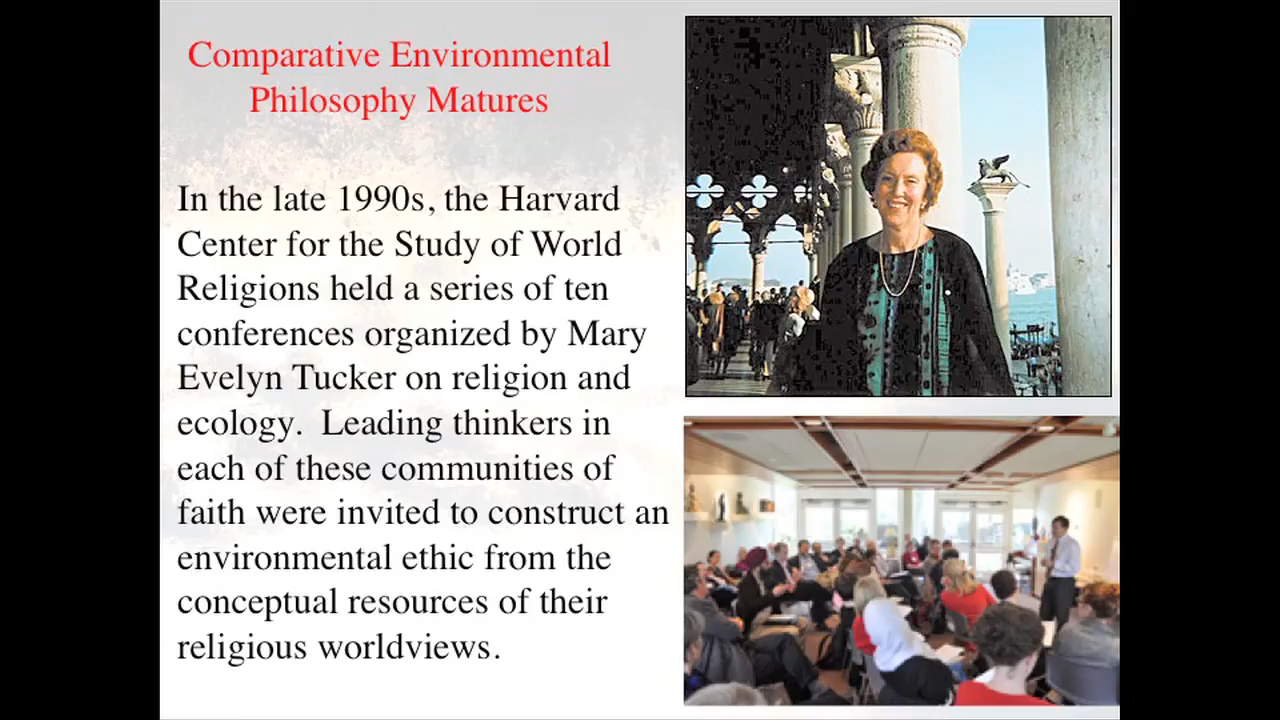 Comparative Environmental
Philosophy Matures
In the late 1990s, the Harvard
Center for the Study of World
Religions held a series of ten
conferences organized by Mary
Evelyn Tucker on religion and
ecology.  Leading thinkers in
each of these communities of
faith were invited to construct an
environmental ethic from the
conceptual resources of their
religious worldviews.